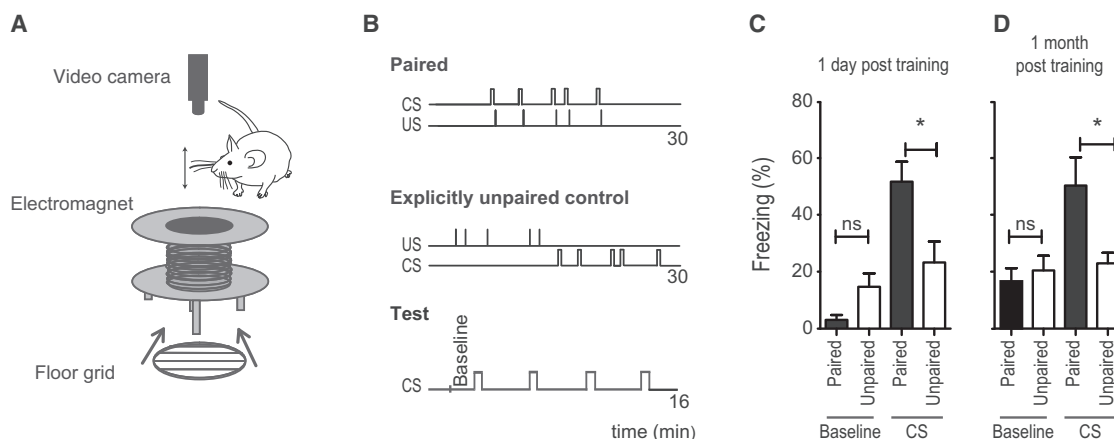 A
Video camera
Electromagnet
Floor grid
B
Paired
CS
US
30
Explicitly unpaired control
US
CS
30
Test
Baseline
CS
16
time (min)
C
1 day post training
Freezing (%)
80
60
40
20
0
ns
*
Paired
Unpaired
Paired
Unpaired
Baseline
CS
D
1 month
post training
ns
*
Paired
Unpaired
Paired
Unpaired
Baseline
CS